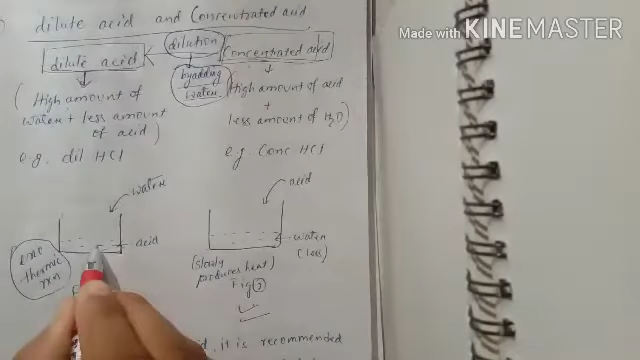 Made with KINEMASTER
dilute acid and Concentrated acid
dilute acid
dilution
Concentrated acid
by adding
water
(High amount of
water + less amount
of acid)
e.g. dil HCl
High amount of acid
+
less amount of H2O)
e.g Conc HCl
water
acid
exo
thermic
rxn
acid
water
(less)
(slowly
produces heat)
Fig 2
it is recommended